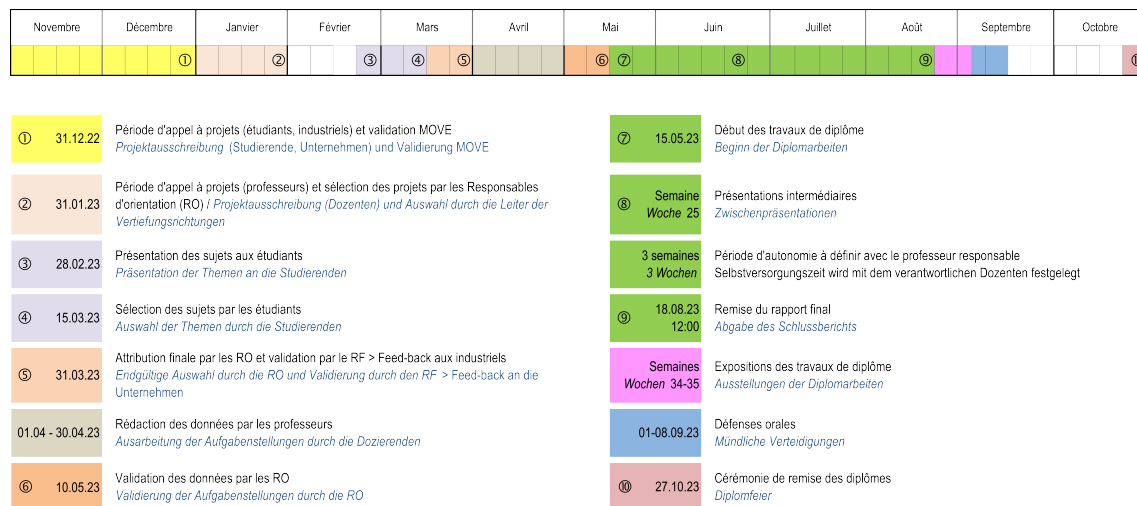 Novembre Décembre Janvier Février Mars Avril Mai Juin Juillet Août Septembre Octobre
① ② ③ ④ ⑤ ⑥ ⑦ ⑧ ⑨
① 31.12.22 Période d'appel à projets (étudiants, industriels) et validation MOVE
Projektausschreibung (Studierende, Unternehmen) und Validierung MOVE
② 31.01.23 Période d'appel à projets (professeurs) et sélection des projets par les Responsables
d'orientation (RO) / Projektausschreibung (Dozenten) und Auswahl durch die Leiter der
Vertiefungsrichtungen
③ 28.02.23 Présentation des sujets aux étudiants
Präsentation der Themen an die Studierenden
④ 15.03.23 Sélection des sujets par les étudiants
Auswahl der Themen durch die Studierenden
⑤ 31.03.23 Attribution finale par les RO et validation par le RF > Feed-back aux industriels
Endgültige Auswahl durch die RO und Validierung durch den RF > Feed-back an die
Unternehmen
01.04 - 30.04.23 Rédaction des données par les professeurs
Ausarbeitung der Aufgabenstellungen durch die Dozierenden
⑥ 10.05.23 Validation des données par les RO
Validierung der Aufgabenstellungen durch die RO
⑦ 15.05.23 Début des travaux de diplôme
Beginn der Diplomarbeiten
⑧ Semaine Présentations intermédiaires
Woche 25 Zwischenpräsentationen
3 semaines Période d'autonomie à définir avec le professeur responsable
3 Wochen Selbstversorgungszeit wird mit dem verantwortlichen Dozenten festgelegt
⑨ 18.08.23 Remise du rapport final
12:00 Abgabe des Schlussberichts
Semaines Expositions des travaux de diplôme
Wochen 34-35 Ausstellungen der Diplomarbeiten
01-08.09.23 Défenses orales
Mündliche Verteidigungen
⑩ 27.10.23 Cérémonie de remise des diplômes
Diplomfeier